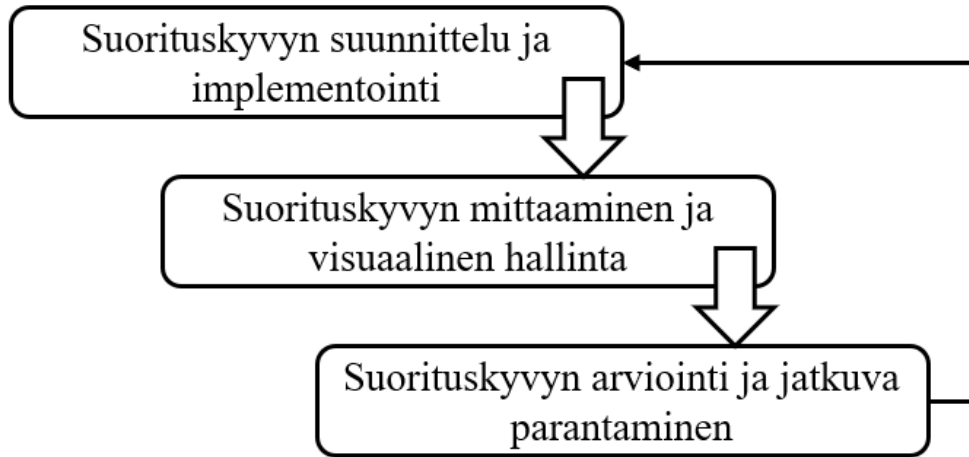 Suorituskyvyn suunnittelu ja
implementointi
Suorituskyvyn mittaaminen ja
visuaalinen hallinta
Suorituskyvyn arviointi ja jatkuva
parantaminen